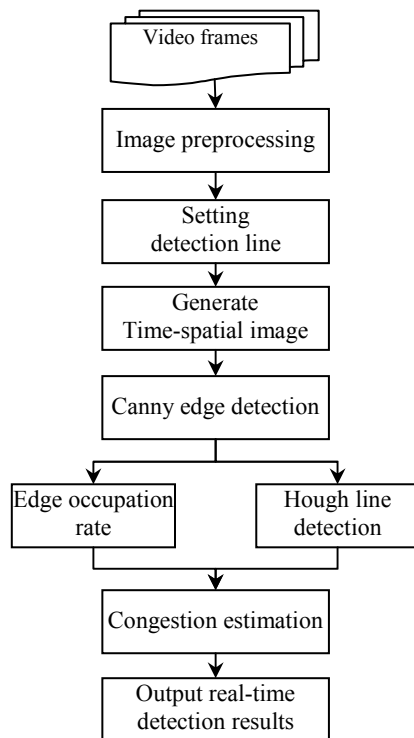 Video frames
Image preprocessing
Setting
detection line
Generate
Time-spatial image
Canny edge detection
Edge occupation
rate
Hough line
detection
Congestion estimation
Output real-time
detection results